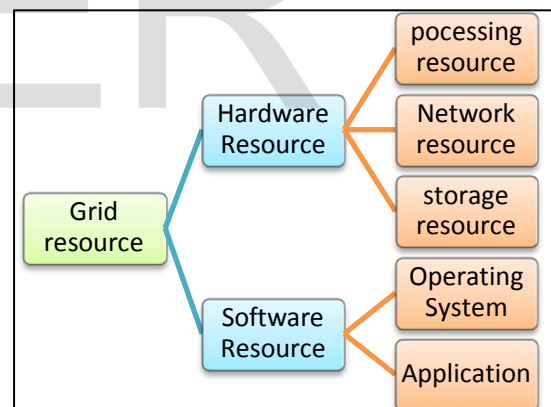 Grid
resource
Hardware
Resource
pocessing
resource
Network
resource
storage
resource
Software
Resource
Operating
System
Application